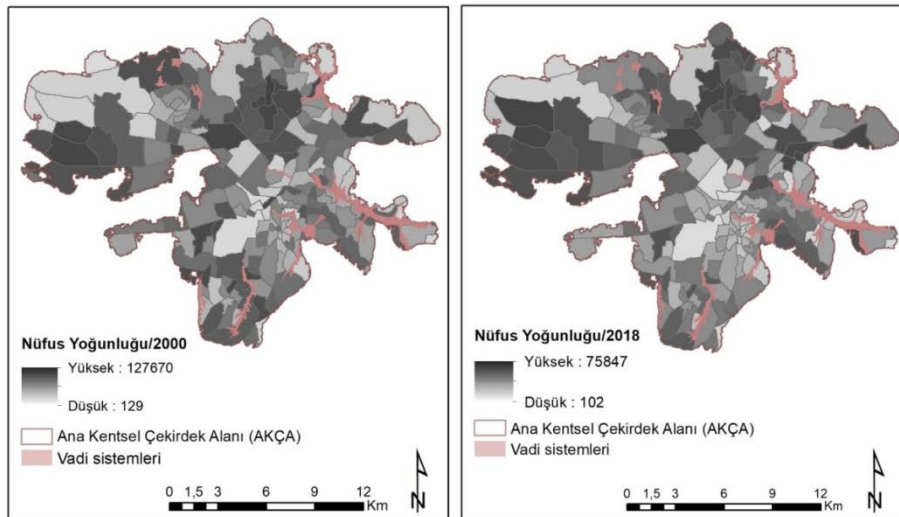 Nüfus Yoğunluğu/2000
Yüksek : 127670
Düşük : 129
Ana Kentsel Çekirdek Alanı (AKÇA)
Vadi sistemleri
0 1,5 3 6 9 12
Km
N
Nüfus Yoğunluğu/2018
Yüksek : 75847
Düşük : 102
Ana Kentsel Çekirdek Alanı (AKÇA)
Vadi sistemleri
0 1,5 3 6 9 12
Km
N